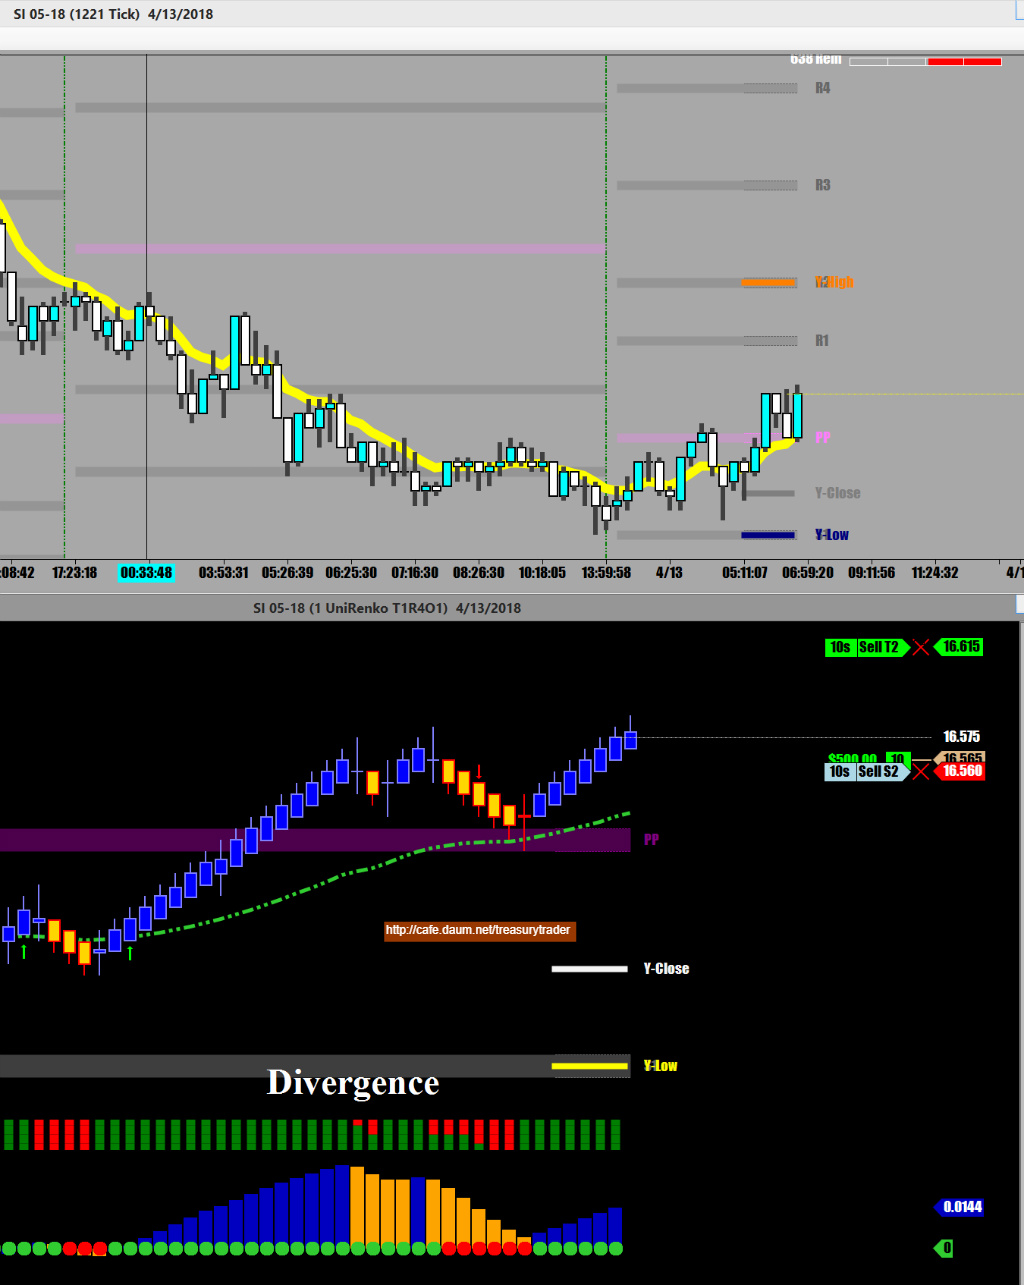 SI 05-18 (1221 Tick)  4/13/2018
638 Rem
R4
R3
Y-High
R1
PP
Y-Close
Y-Low
:08:42 17:23:18 00:33:48 03:53:31 05:26:39 06:25:30 07:16:30 08:26:30 10:18:05 13:59:58 4/13 05:11:07 06:59:20 09:11:56 11:24:32 4/1
SI 05-18 (1 UniRenko T1R4O1)  4/13/2018
10s Sell T2 16.615
16.575
$500.00 10 16.565
10s Sell S2 16.560
PP
http://cafe.daum.net/treasurytrader
Y-Close
Y-Low
Divergence
0.0144
0